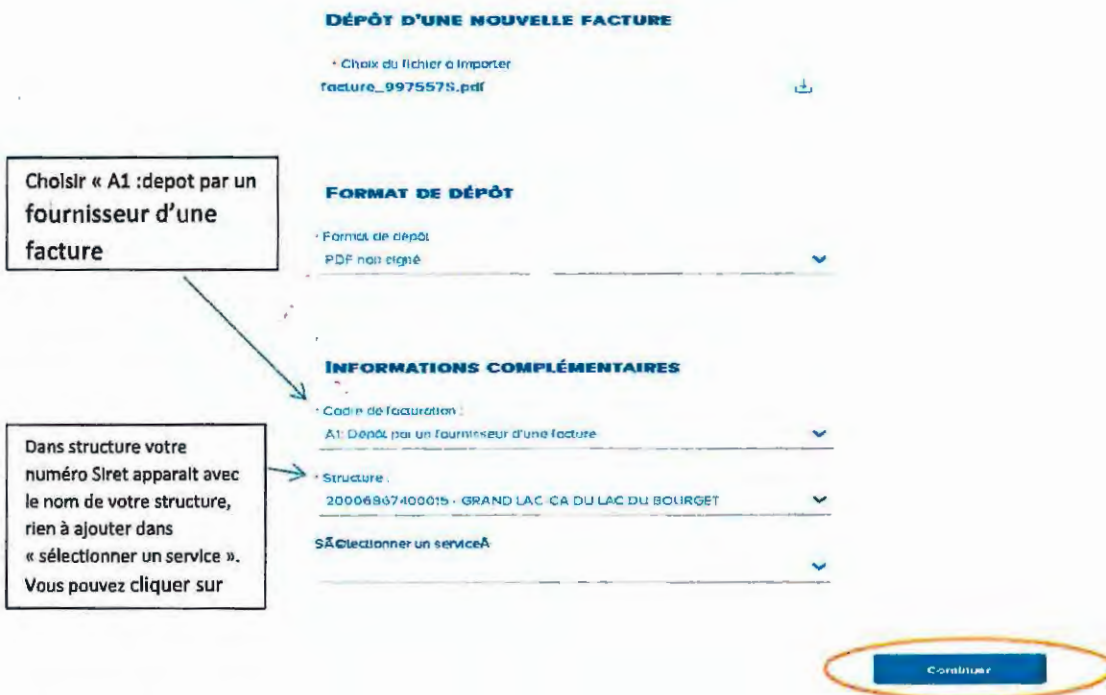 DÉPÔT D'UNE NOUVELLE FACTURE
• Choix du fichier à importer
facture_9975575.pdf
Choisir « A1 :depot par un
fournisseur d'une
facture
FORMAT DE DÉPÔT
• Format de dépôt
PDF non signé
INFORMATIONS COMPLÉMENTAIRES
• Cadre de facturation :
A1: Dépôt par un fournisseur d'une facture
Dans structure votre
numéro Siret apparait avec
le nom de votre structure,
rien à ajouter dans
« sélectionner un service ».
Vous pouvez cliquer sur
• Structure :
20006867400015 - GRAND LAC-CA DU LAC DU BOURGET
SÃ©lectionner un serviceÂ
Continuer